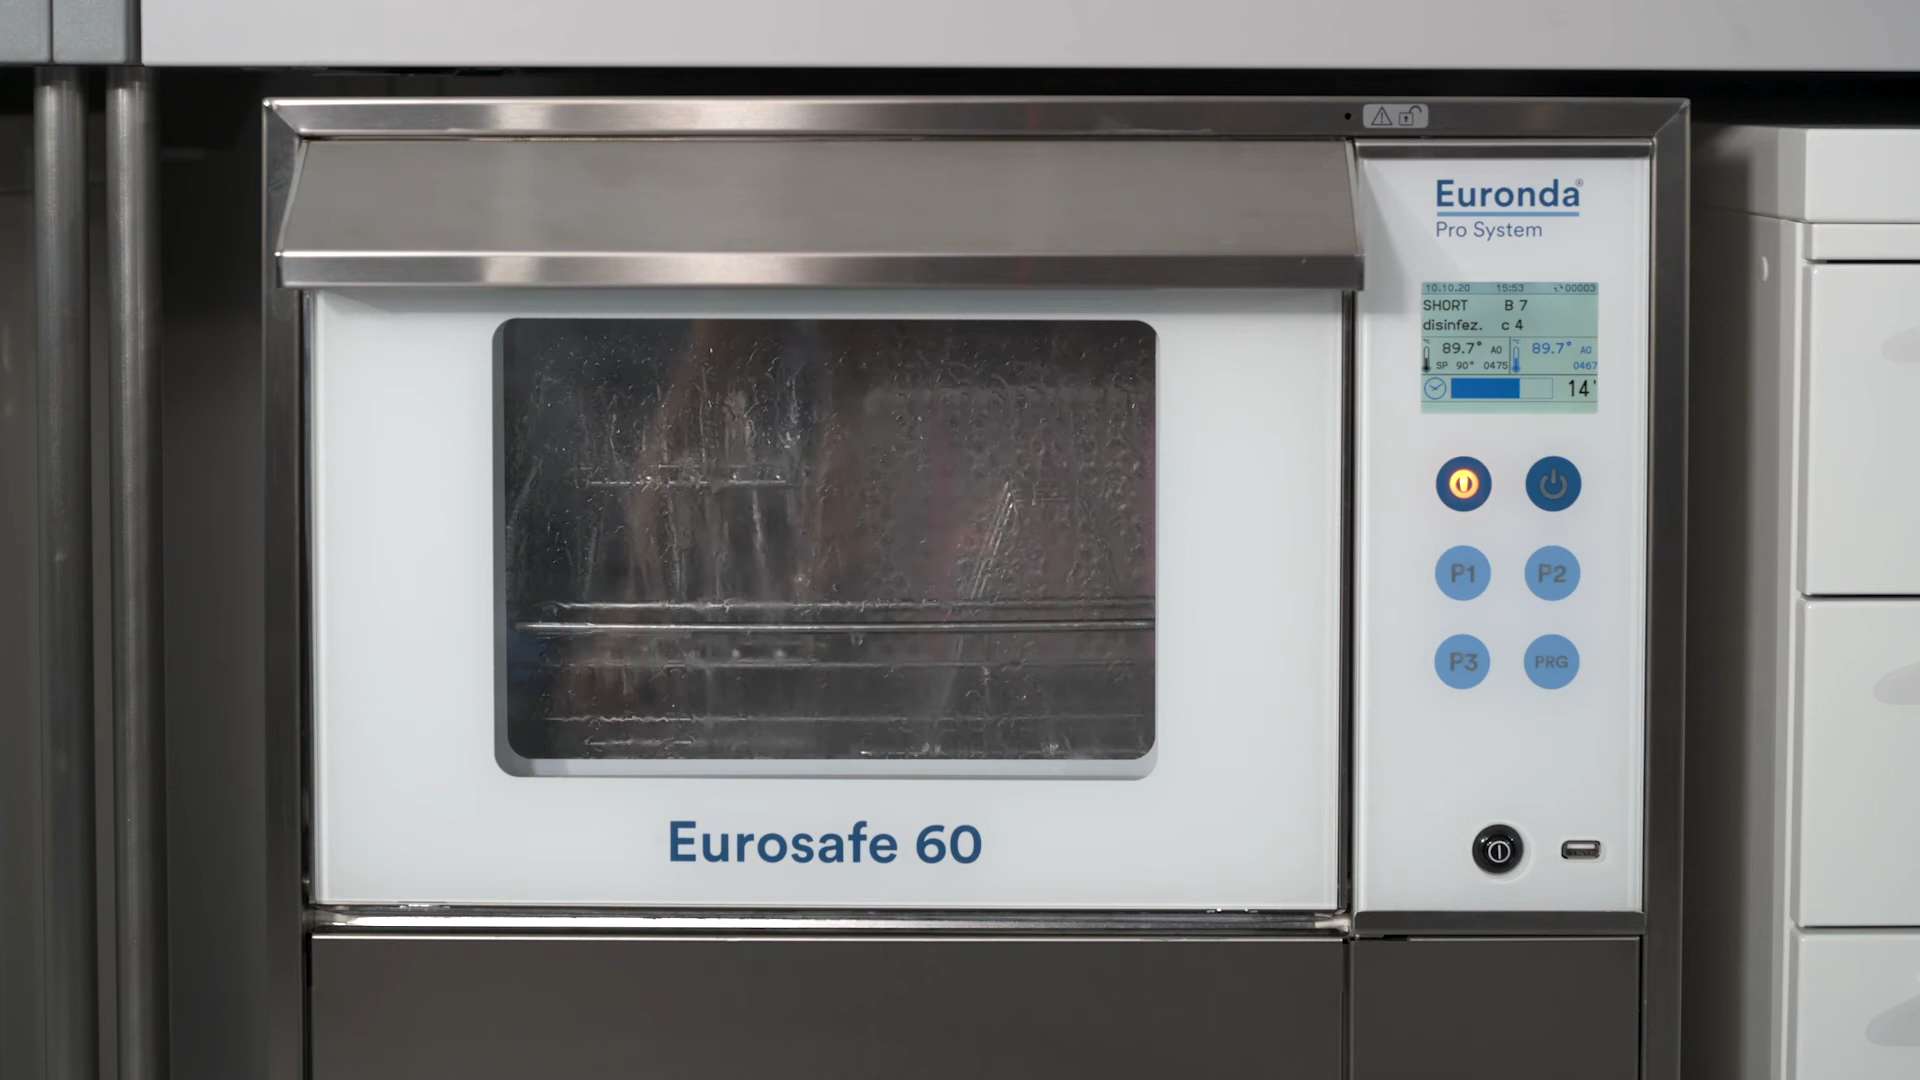 Euronda®
Pro System
10.10.20 15:53 00003
SHORT B 7
disinfez. c 4
°C 89.7° A0 °C 89.7° A0
SP 90° 0475 0467
14'
P1 P2
P3 PRG
Eurosafe 60